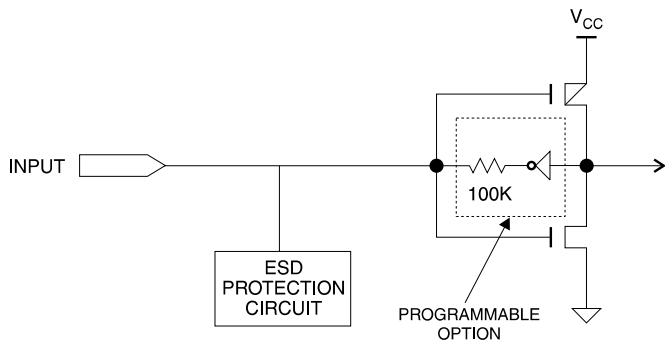 VCC
INPUT
100K
ESD
PROTECTION
CIRCUIT
PROGRAMMABLE
OPTION